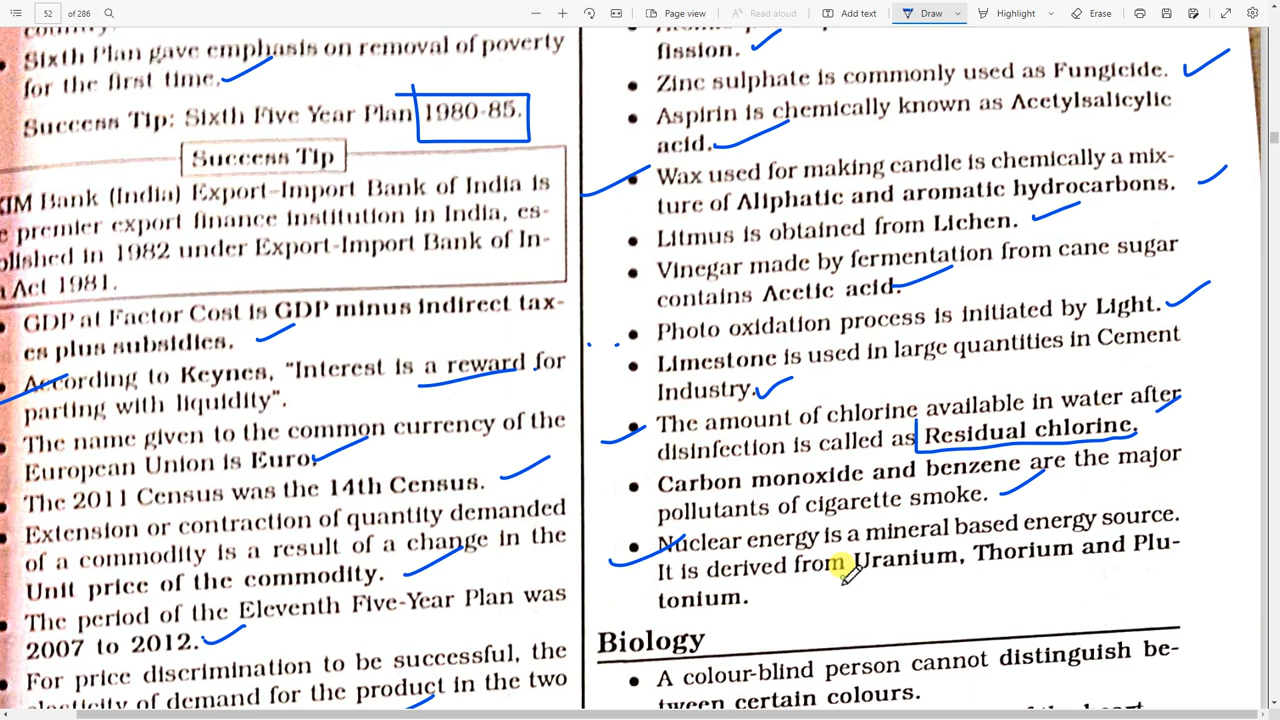 52 of 286
Page view
Read aloud
Add text
Draw
Highlight
Erase
Sixth Plan gave emphasis on removal of poverty
for the first time.
Success Tip: Sixth Five Year Plan 1980-85.
Success Tip
IM Bank (India) Export-Import Bank of India is
premier export finance institution in India, es-
blished in 1982 under Export-Import Bank of In-
Act 1981.
GDP at Factor Cost is GDP minus indirect tax-
es plus subsidies.
According to Keynes, "Interest is a reward for
parting with liquidity".
The name given to the common currency of the
European Union is Euro.
The 2011 Census was the 14th Census.
Extension or contraction of quantity demanded
of a commodity is a result of a change in the
Unit price of the commodity.
The period of the Eleventh Five-Year Plan was
2007 to 2012.
For price discrimination to be successful, the
elasticity of demand for the product in the two
fission.
Zinc sulphate is commonly used as Fungicide.
Aspirin is chemically known as Acetylsalicylic
acid.
Wax used for making candle is chemically a mix-
ture of Aliphatic and aromatic hydrocarbons.
Litmus is obtained from Lichen.
Vinegar made by fermentation from cane sugar
contains Acetic acid.
Photo oxidation process is initiated by Light.
Limestone is used in large quantities in Cement
Industry.
The amount of chlorine available in water after
disinfection is called as Residual chlorine.
Carbon monoxide and benzene are the major
pollutants of cigarette smoke.
Nuclear energy is a mineral based energy source.
It is derived from Uranium, Thorium and Plu-
tonium.
Biology
A colour-blind person cannot distinguish be-
tween certain colours.